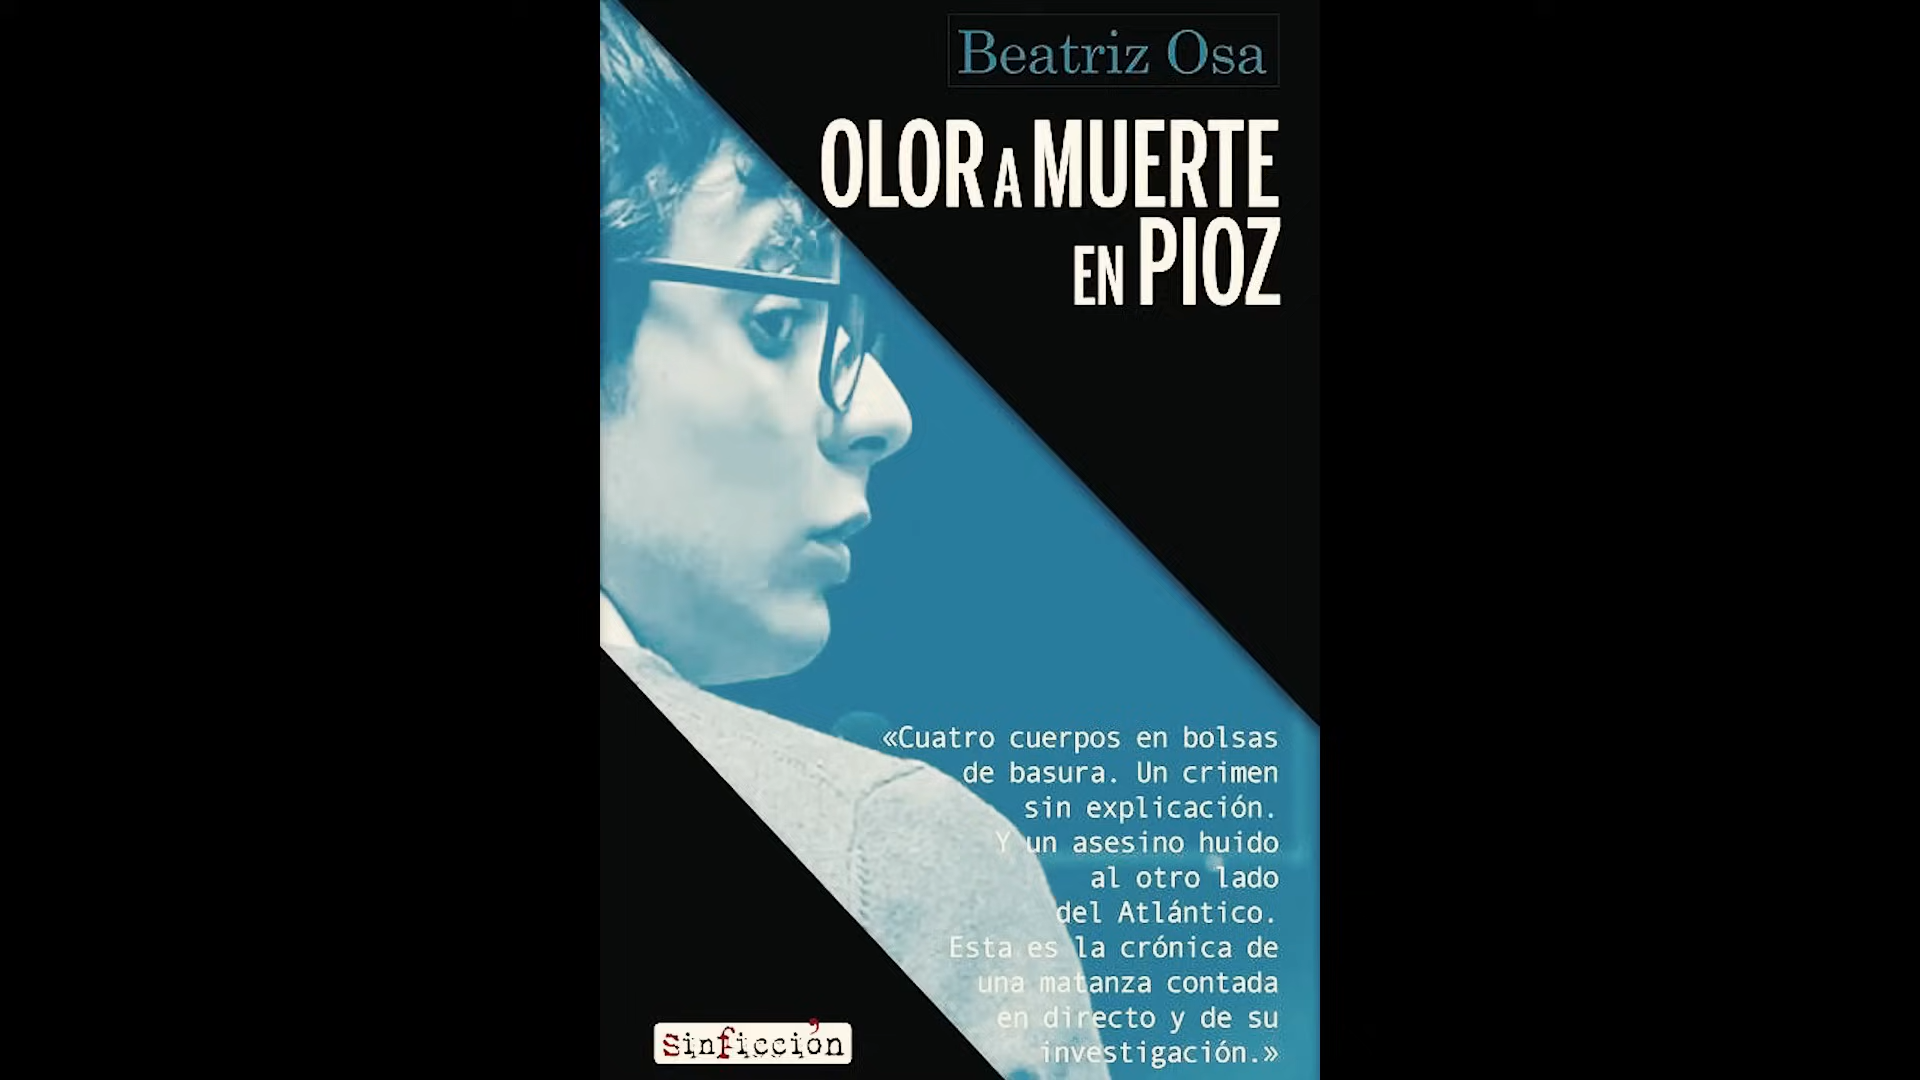 Beatriz Osa
OLOR A MUERTE
EN PIOZ
«Cuatro cuerpos en bolsas
de basura. Un crimen
sin explicación.
Y un asesino huido
al otro lado
del Atlántico.
Esta es la crónica de
una matanza contada
en directo y de su
investigación.»
Sinficción